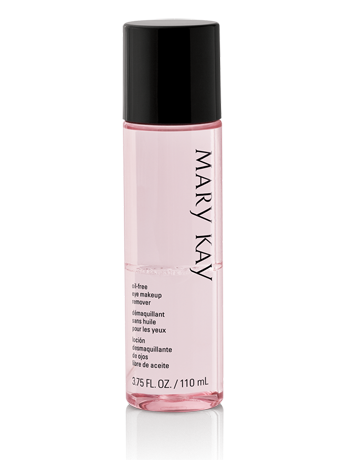 MARY KAY
oil-free
eye makeup
remover
démaquillant
sans huile
pour les yeux
loción
desmaquillante
de ojos
libre de aceite
3.75 FL. OZ. / 110 mL